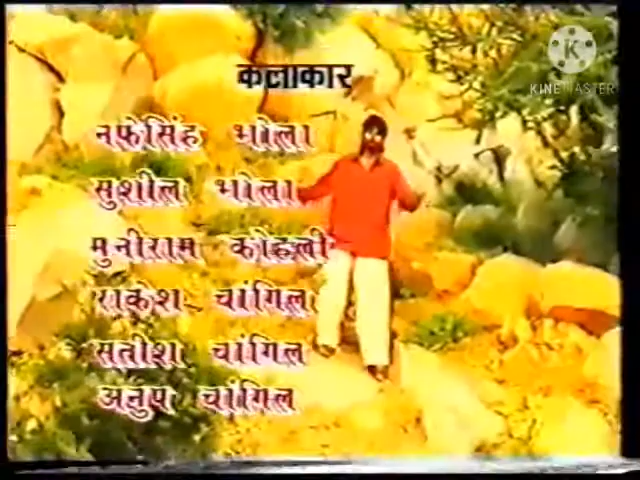 KINEMASTER
कलाकार
नफेसिंह भोला
सुशील भोला
मुनीराम कोहली
राकेश चांगिल
सतीश चांगिल
अनुप चांगिल